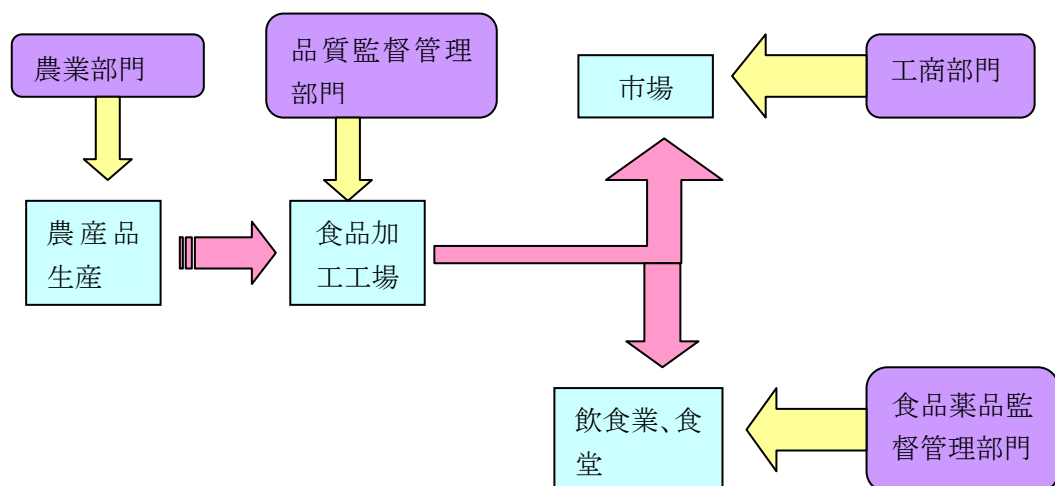 農業部門
品質監督管理
部門
市場
工商部門
農産品
生産
食品加
工工場
飲食業、食
堂
食品薬品監
督管理部門